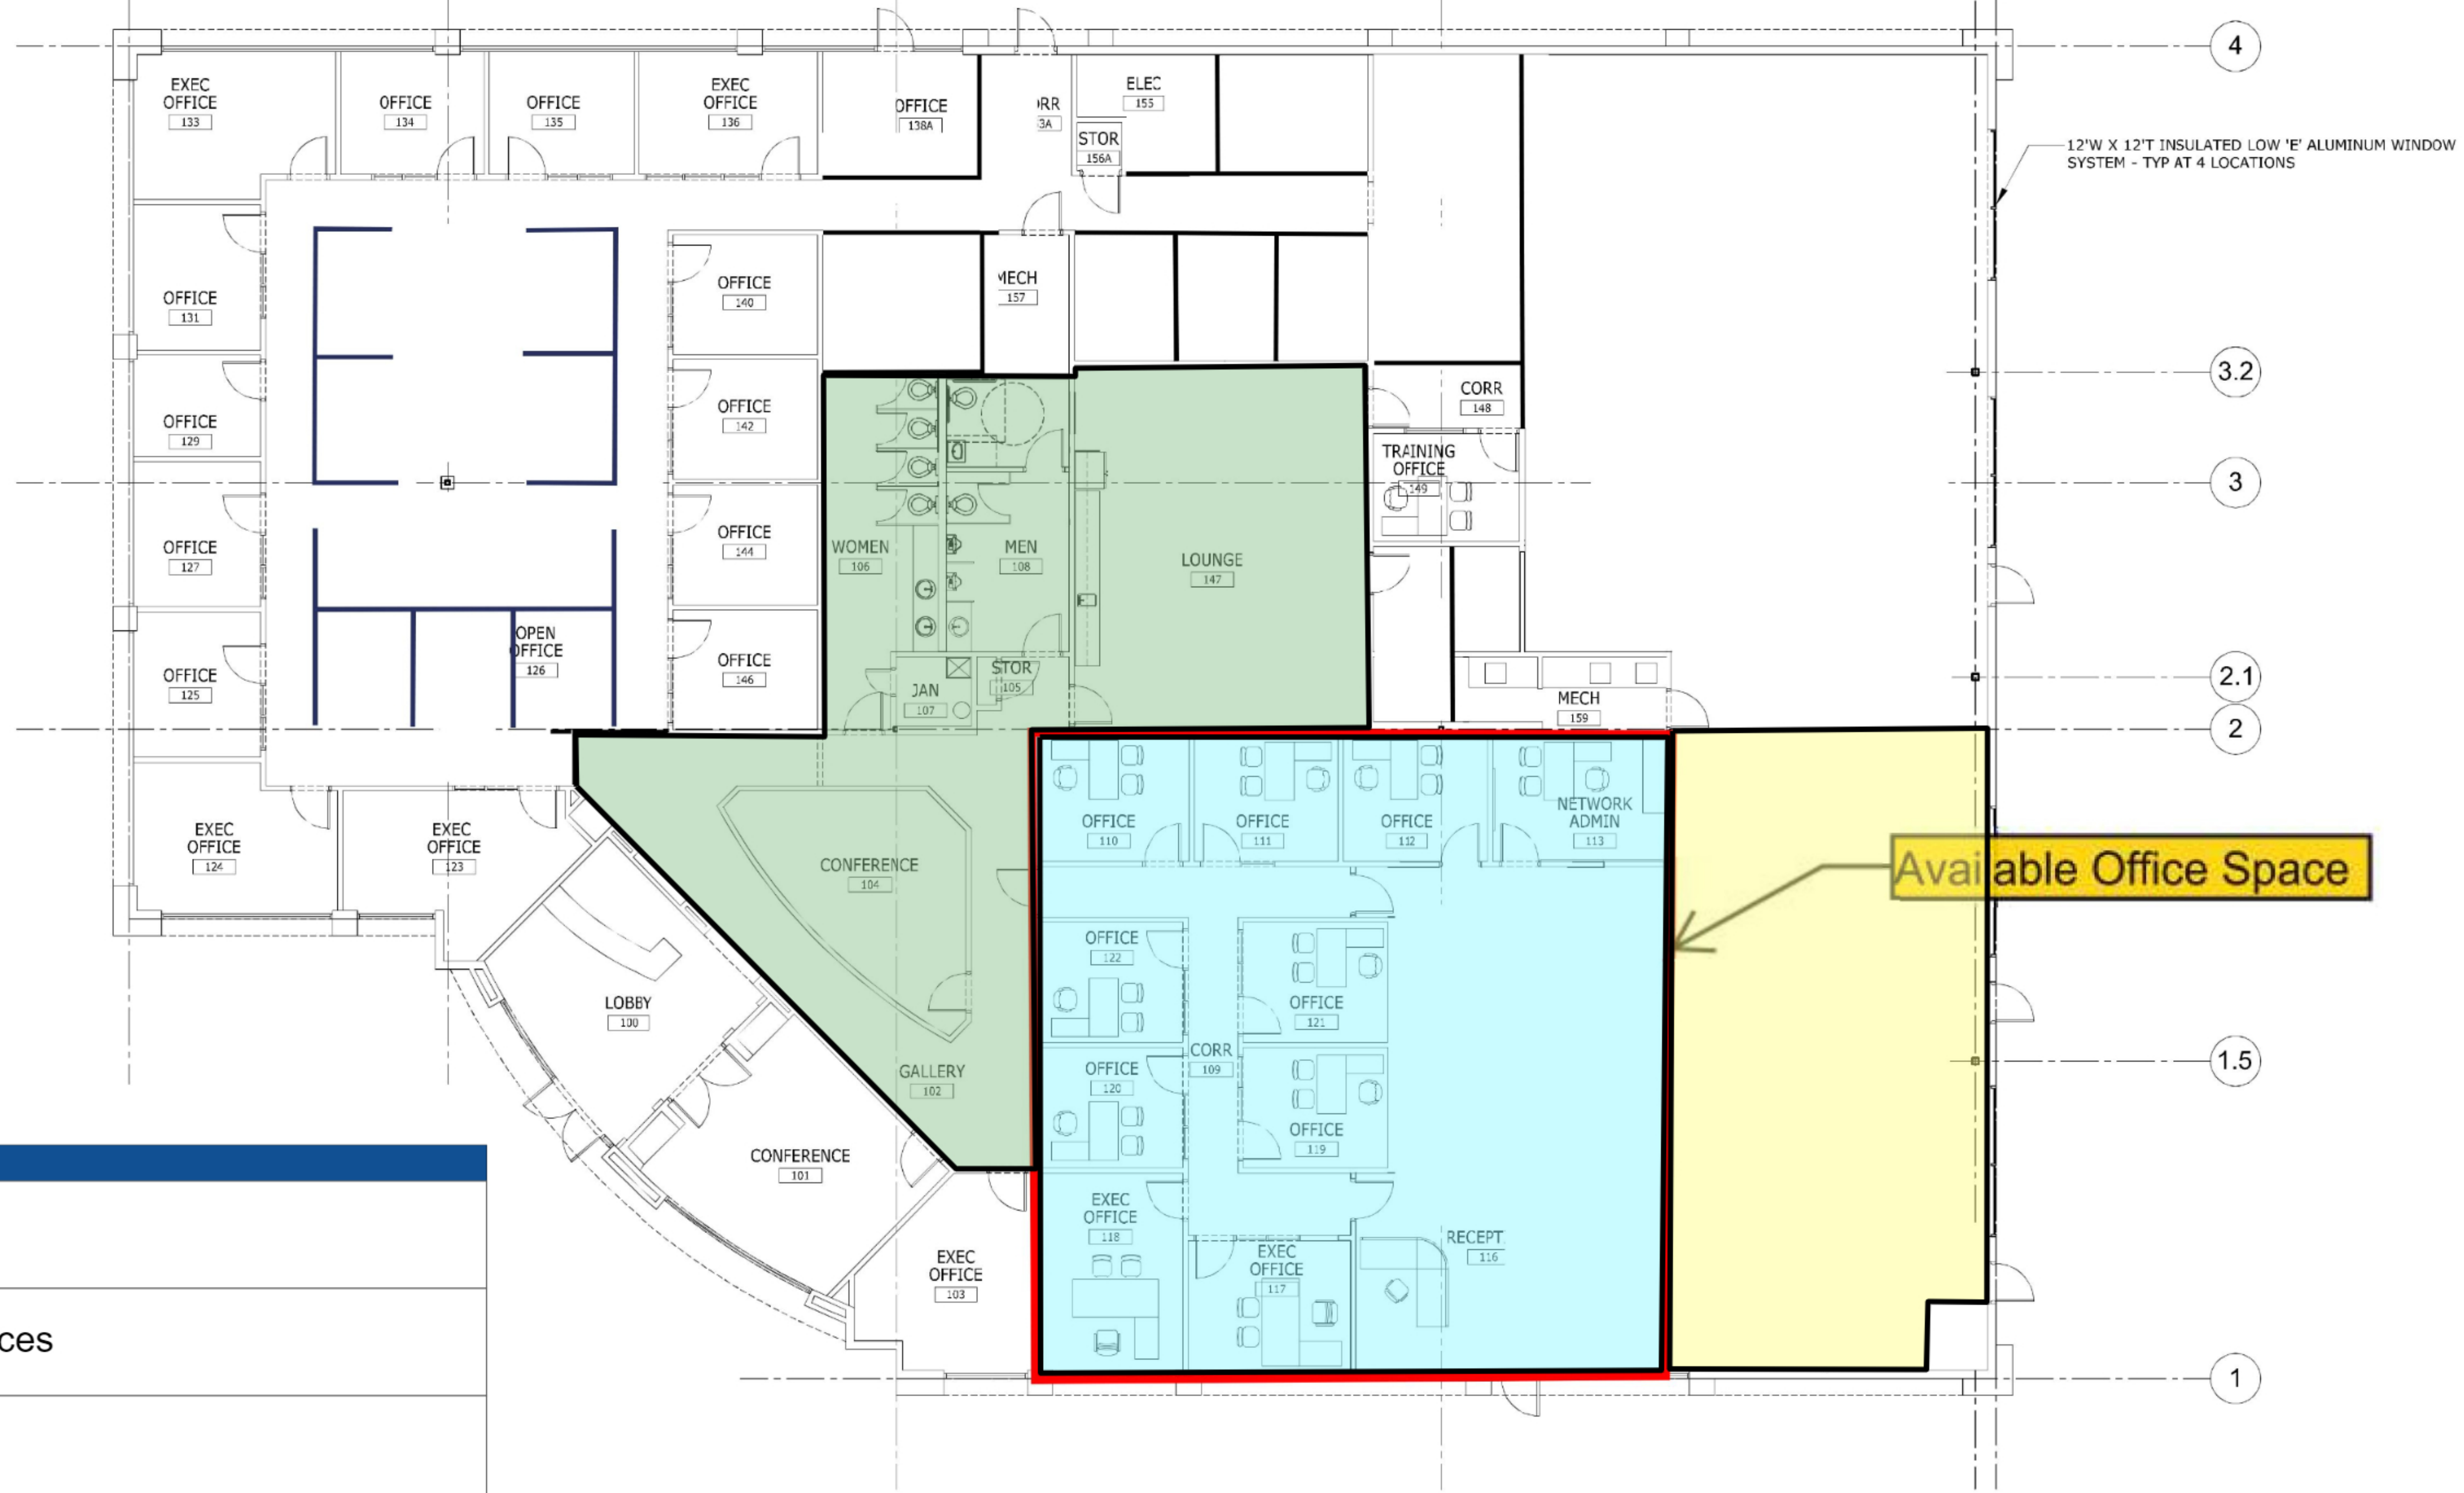 EXEC
OFFICE
133
OFFICE
134
OFFICE
135
EXEC
OFFICE
136
OFFICE
138A
RR
3A
ELEC
155
STOR
156A
4
12'W X 12'T INSULATED LOW 'E' ALUMINUM WINDOW
SYSTEM - TYP AT 4 LOCATIONS
OFFICE
131
OFFICE
140
MECH
157
3.2
OFFICE
129
OFFICE
142
CORR
148
TRAINING
OFFICE
149
3
OFFICE
127
OFFICE
144
WOMEN
106
MEN
108
LOUNGE
147
OFFICE
125
OPEN
OFFICE
126
OFFICE
146
JAN
107
STOR
105
MECH
159
2.1
2
EXEC
OFFICE
124
EXEC
OFFICE
123
CONFERENCE
104
OFFICE
110
OFFICE
111
OFFICE
112
NETWORK
ADMIN
113
Available Office Space
LOBBY
100
OFFICE
122
OFFICE
121
GALLERY
102
OFFICE
120
CORR
109
1.5
CONFERENCE
101
OFFICE
119
EXEC
OFFICE
103
EXEC
OFFICE
118
EXEC
OFFICE
117
RECEPT
116
ces
1